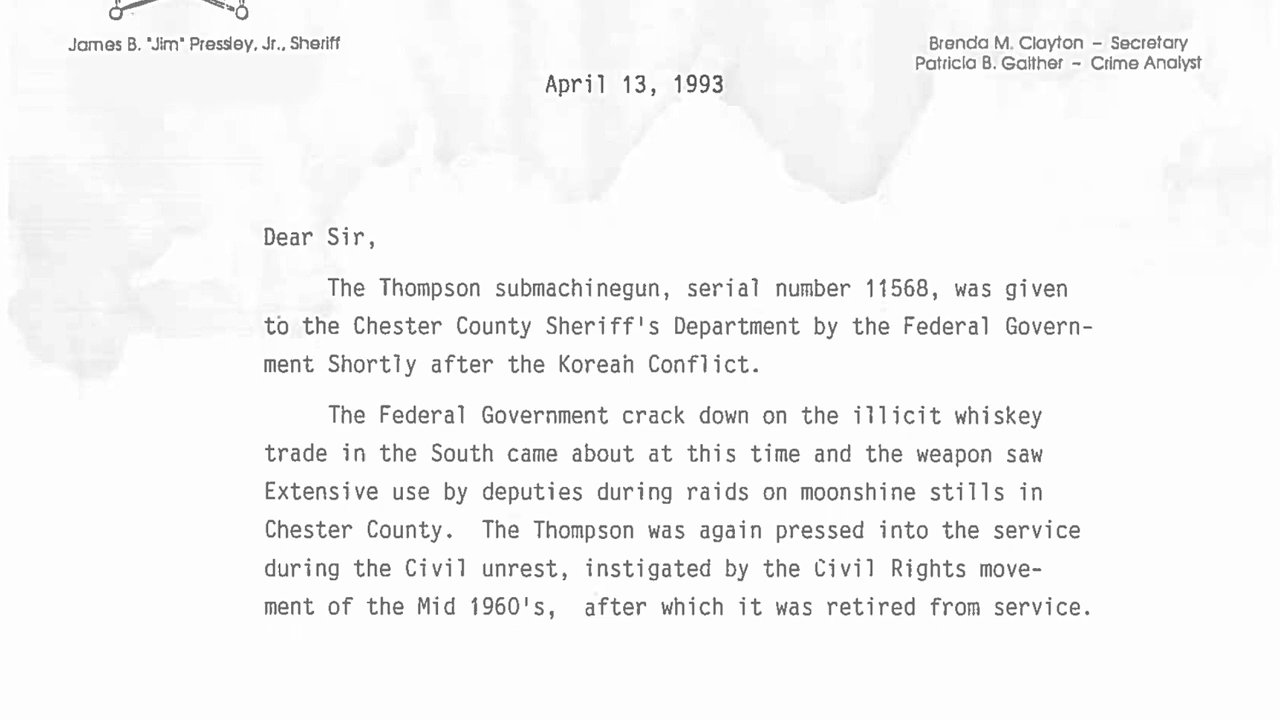 James B. "Jim" Pressley, Jr., Sheriff
Brenda M. Clayton – Secretary
Patricia B. Gaither – Crime Analyst
April 13, 1993
Dear Sir,
The Thompson submachinegun, serial number 11568, was given
to the Chester County Sheriff's Department by the Federal Govern-
ment Shortly after the Korean Conflict.
The Federal Government crack down on the illicit whiskey
trade in the South came about at this time and the weapon saw
Extensive use by deputies during raids on moonshine stills in
Chester County. The Thompson was again pressed into the service
during the Civil unrest, instigated by the Civil Rights move-
ment of the Mid 1960's, after which it was retired from service.